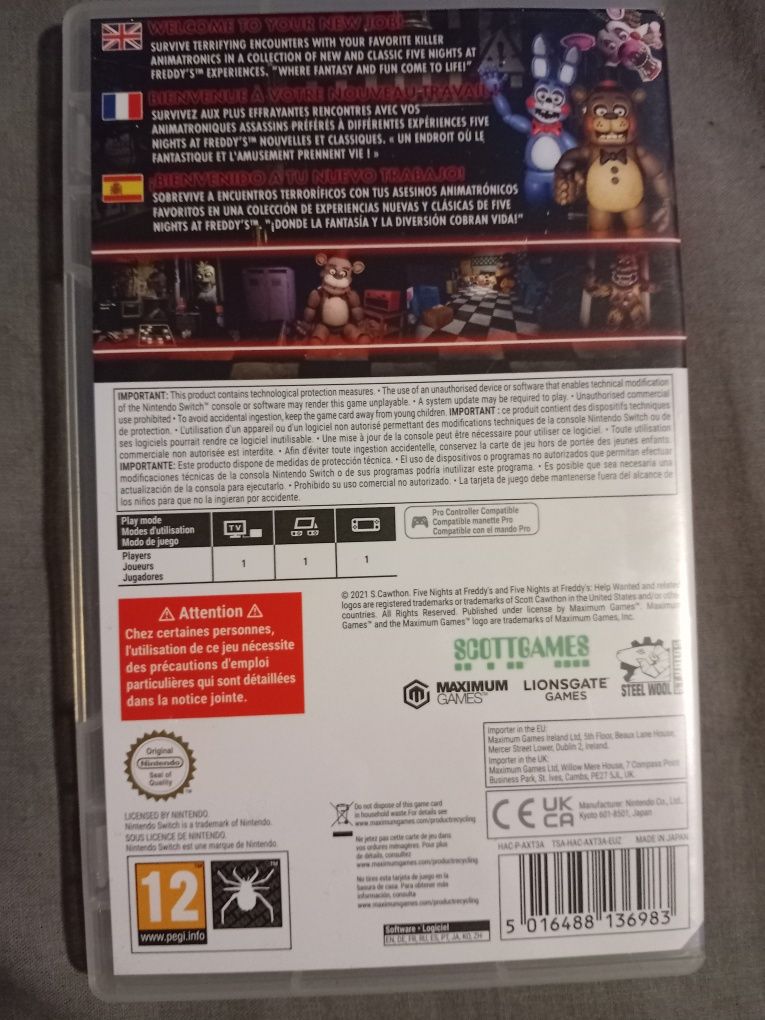 WELCOME TO YOUR NEW JOB!
SURVIVE TERRIFYING ENCOUNTERS WITH YOUR FAVORITE KILLER
ANIMATRONICS IN A COLLECTION OF NEW AND CLASSIC FIVE NIGHTS AT
FREDDY'S™ EXPERIENCES. "WHERE FANTASY AND FUN COME TO LIFE!"
BIENVENUE À VOTRE NOUVEAU TRAVAIL !
SURVIVEZ AUX PLUS EFFRAYANTES RENCONTRES AVEC VOS
ANIMATRONIQUES ASSASSINS PRÉFÉRÉS À DIFFÉRENTES EXPÉRIENCES FIVE
NIGHTS AT FREDDY'S™ NOUVELLES ET CLASSIQUES. « UN ENDROIT OÙ LE
FANTASTIQUE ET L'AMUSEMENT PRENNENT VIE ! »
¡BIENVENIDO A TU NUEVO TRABAJO!
SOBREVIVE A ENCUENTROS TERRORÍFICOS CON TUS ASESINOS ANIMATRÓNICOS
FAVORITOS EN UNA COLECCIÓN DE EXPERIENCIAS NUEVAS Y CLÁSICAS DE FIVE
NIGHTS AT FREDDY'S™. "¡DONDE LA FANTASÍA Y LA DIVERSIÓN COBRAN VIDA!"
IMPORTANT: This product contains technological protection measures. • The use of an unauthorised device or software that enables technical modification
of the Nintendo Switch™ console or software may render this game unplayable. • A system update may be required to play. • Unauthorised commercial
use prohibited • To avoid accidental ingestion, keep the game card away from young children. IMPORTANT : ce produit contient des dispositifs techniques
de protection. • L'utilisation d'un appareil ou d'un logiciel non autorisé permettant des modifications techniques de la console Nintendo Switch ou de
ses logiciels pourrait rendre ce logiciel inutilisable. • Une mise à jour de la console peut être nécessaire pour utiliser ce logiciel. • Toute utilisation
commerciale non autorisée est interdite. • Afin d'éviter toute ingestion accidentelle, conservez la carte de jeu hors de portée des jeunes enfants.
IMPORTANTE: Este producto dispone de medidas de protección técnica. • El uso de dispositivos o programas no autorizados que permitan efectuar
modificaciones técnicas de la consola Nintendo Switch o de sus programas podría inutilizar este programa. • Es posible que sea necesaria una
actualización de la consola para ejecutarlo. • Prohibido su uso comercial no autorizado. • La tarjeta de juego debe mantenerse fuera del alcance de
los niños para que no la ingieran por accidente.
Play mode
Modes d'utilisation
Modo de juego
TV
Players
Joueurs
Jugadores
1 1 1
Pro Controller Compatible
Compatible manette Pro
Compatible con el mando Pro
Attention
Chez certaines personnes,
l'utilisation de ce jeu nécessite
des précautions d'emploi
particulières qui sont détaillées
dans la notice jointe.
© 2021 S.Cawthon. Five Nights at Freddy's and Five Nights at Freddy's: Help Wanted and related
logos are registered trademarks or trademarks of Scott Cawthon in the United States and/or other
countries. All Rights Reserved. Published under license by Maximum Games™. Maximum
Games™ and the Maximum Games™ logo are trademarks of Maximum Games, Inc.
SCOTTGAMES
MAXIMUM
GAMES™
LIONSGATE
GAMES
STEEL WOOL
Importer in the EU:
Maximum Games Ireland Ltd, 5th Floor, Beaux Lane House,
Mercer Street Lower, Dublin 2, Ireland.
Importer in the UK:
Maximum Games Ltd, Willow Mere House, 7 Compass Point
Business Park, St. Ives, Cambs, PE27 5JL, UK.
Original
Nintendo
Seal of
Quality
LICENSED BY NINTENDO.
Nintendo Switch is a trademark of Nintendo.
SOUS LICENCE DE NINTENDO.
Nintendo Switch est une marque de Nintendo.
Do not dispose of this game card
in household waste.For details see
www.maximumgames.com/productrecycling
Ne jetez pas cette carte de jeu dans
vos ordures ménagères. Pour plus
de détails, consultez
www.maximumgames.com/productrecycling
No tires esta tarjeta de juego en la
basura de casa. Para obtener más
información, consulta
www.maximumgames.com/productrecycling
CE UK
CA
Manufacturer: Nintendo Co., Ltd.,
Kyoto 601-8501, Japan
HAC-P-AXT3A TSA-HAC-AXT3A-EUZ MADE IN JAPAN
12
www.pegi.info
Software • Logiciel
EN, DE, FR, RU, ES, PT, JA, KO, ZH
5 016488 136983